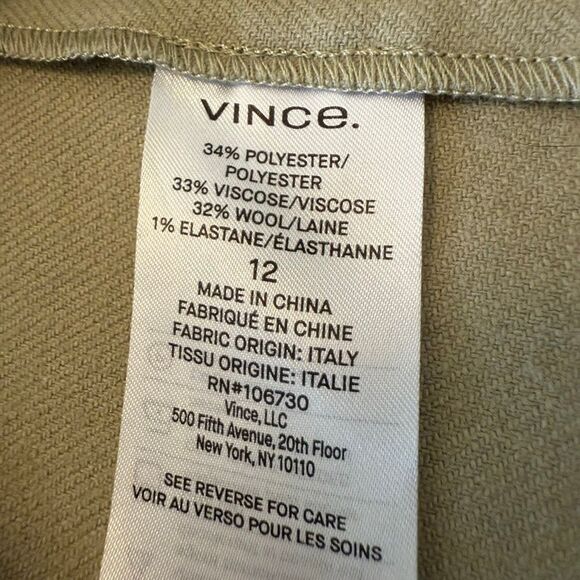 VINCe.
34% POLYESTER/
POLYESTER
33% VISCOSE/VISCOSE
32% WOOL/LAINE
1% ELASTANE/ÉLASTHANNE
12
MADE IN CHINA
FABRIQUÉ EN CHINE
FABRIC ORIGIN: ITALY
TISSU ORIGINE: ITALIE
RN#106730
Vince, LLC
500 Fifth Avenue, 20th Floor
New York, NY 10110
SEE REVERSE FOR CARE
VOIR AU VERSO POUR LES SOINS